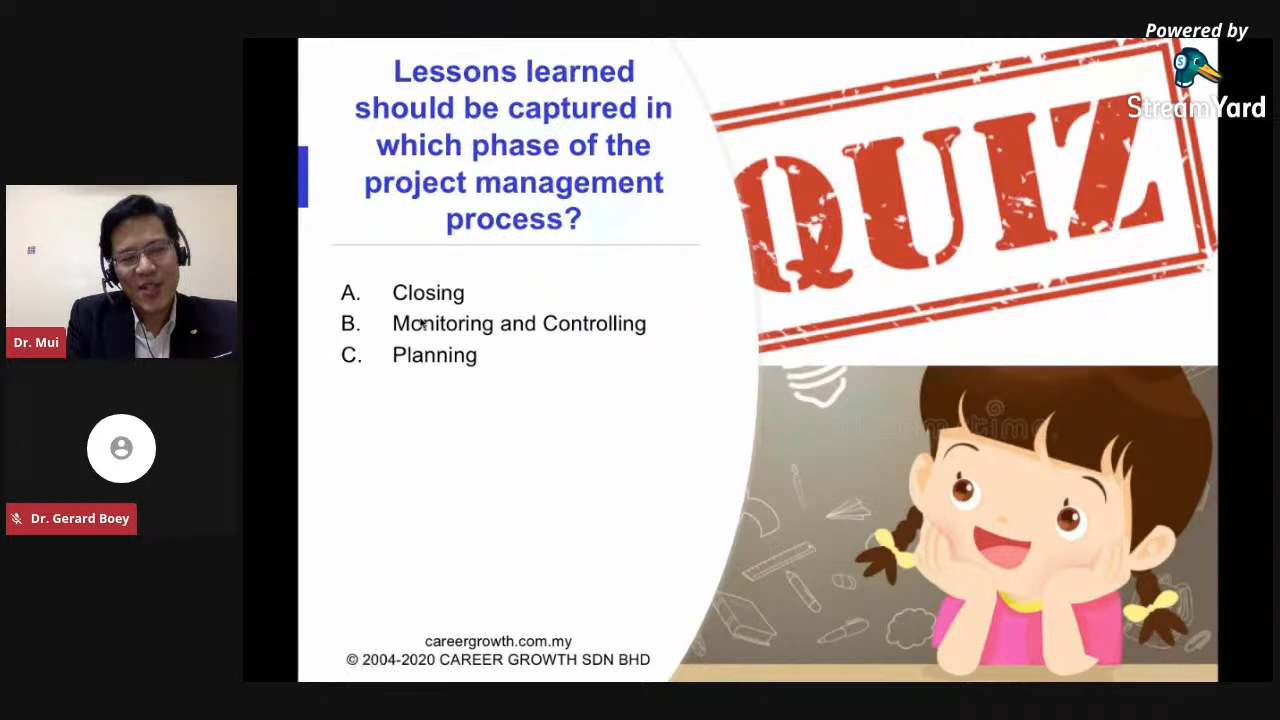 Powered by
StreamYard
Lessons learned
should be captured in
which phase of the
project management
process?
QUIZ
A. Closing
B. Monitoring and Controlling
C. Planning
Dr. Mui
Dr. Gerard Boey
careergrowth.com.my
© 2004-2020 CAREER GROWTH SDN BHD